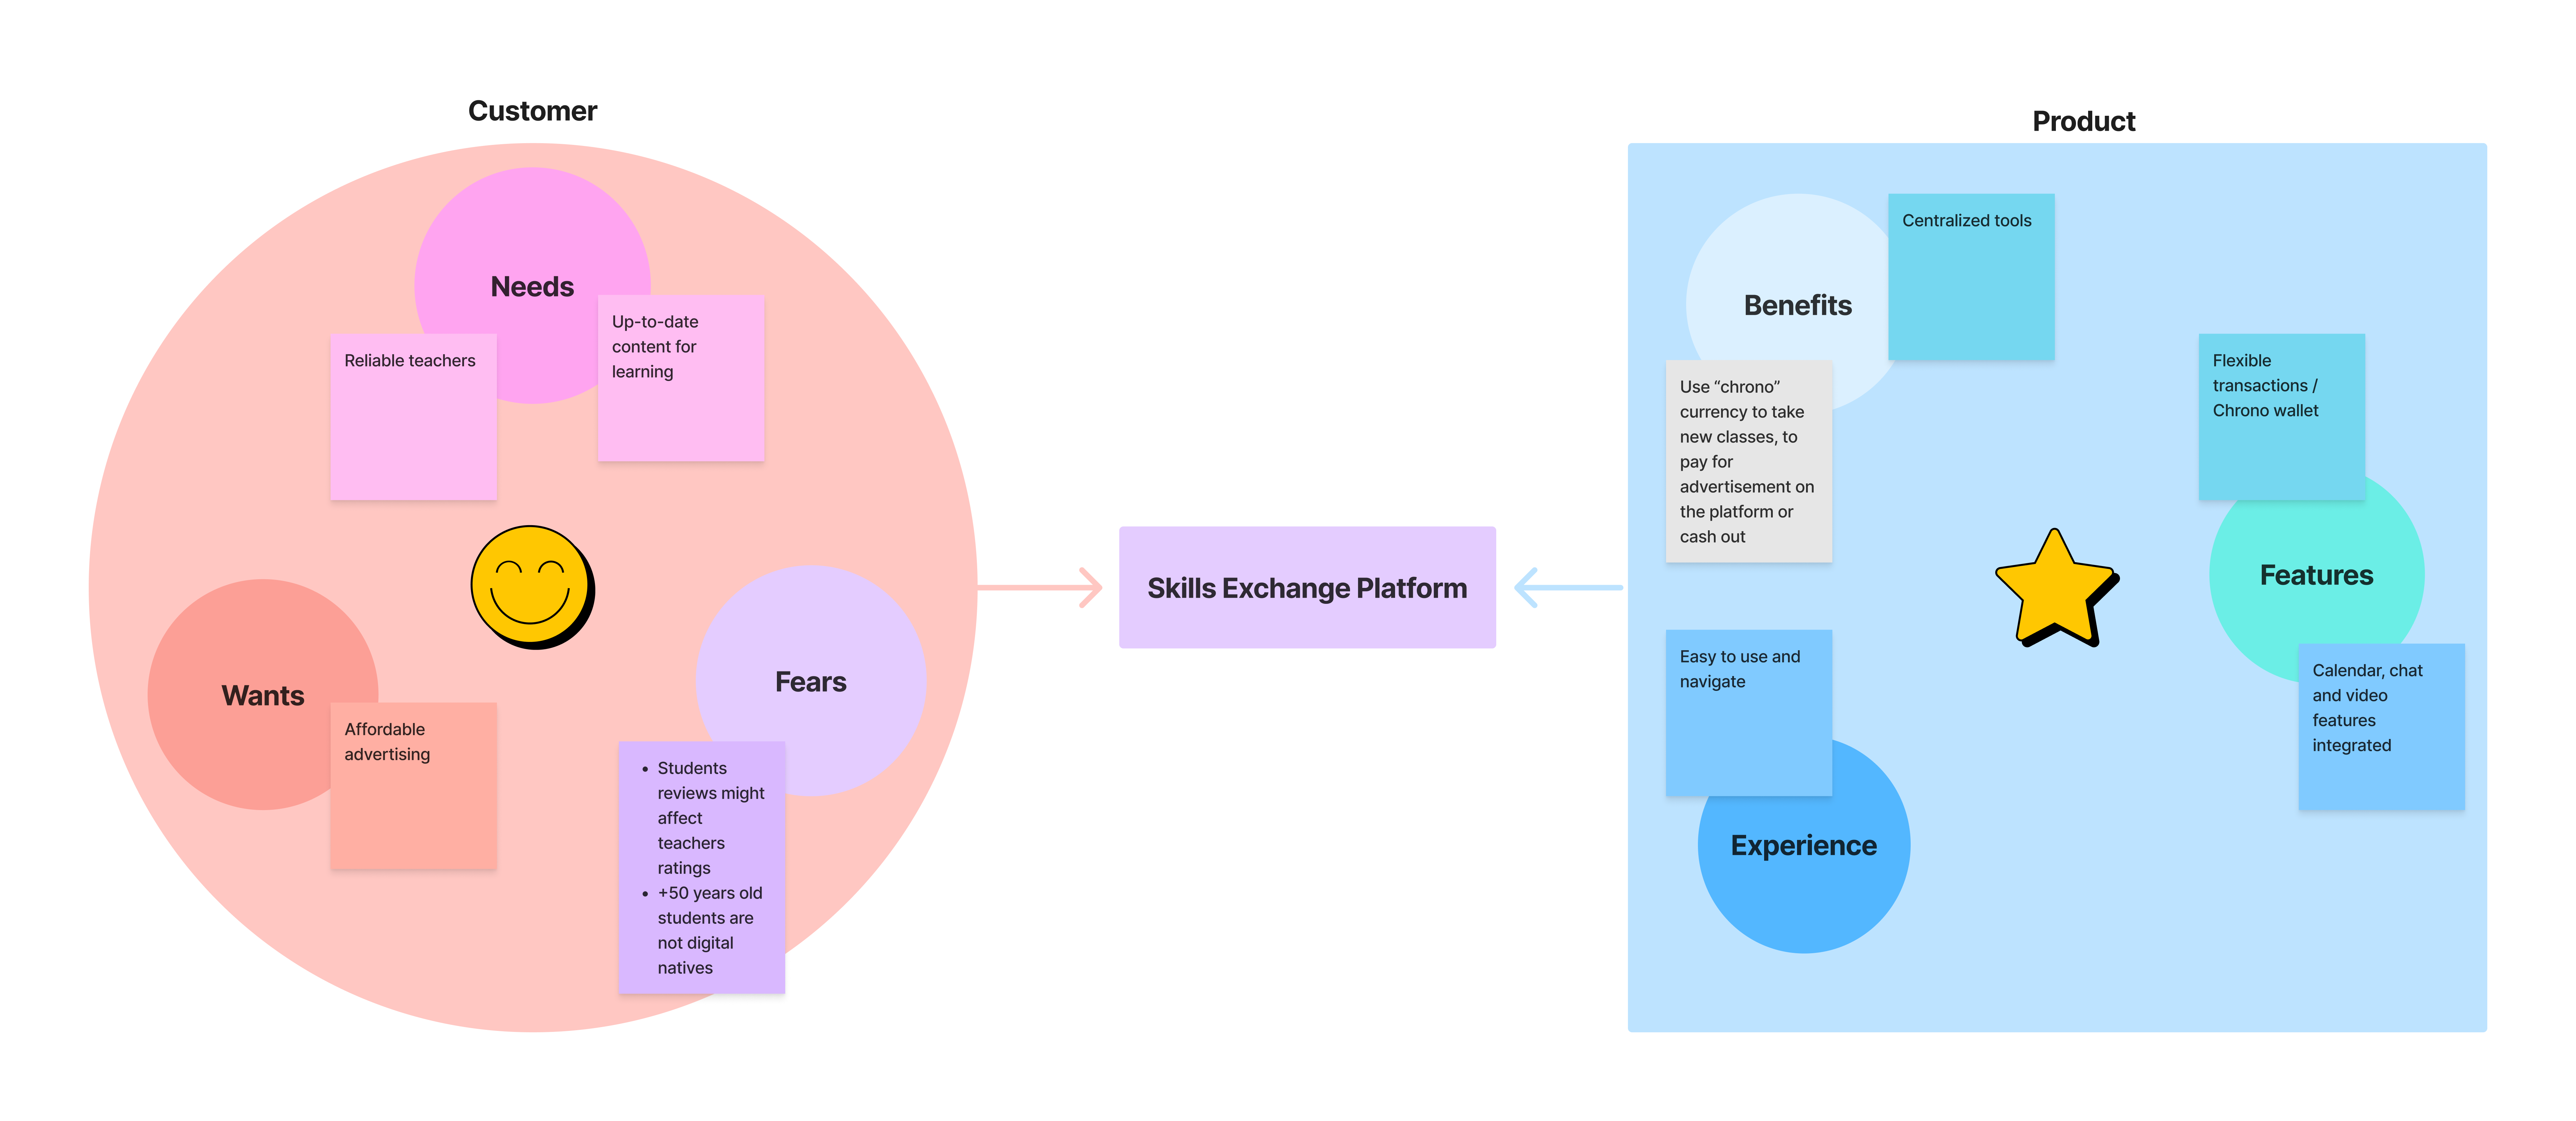 Customer
Needs
Reliable teachers
Up-to-date
content for
learning
Wants
Affordable
advertising
Fears
• Students
reviews might
affect
teachers
ratings
• +50 years old
students are
not digital
natives
Skills Exchange Platform
Product
Benefits
Centralized tools
Use “chrono”
currency to take
new classes, to
pay for
advertisement on
the platform or
cash out
Flexible
transactions /
Chrono wallet
Features
Calendar, chat
and video
features
integrated
Easy to use and
navigate
Experience